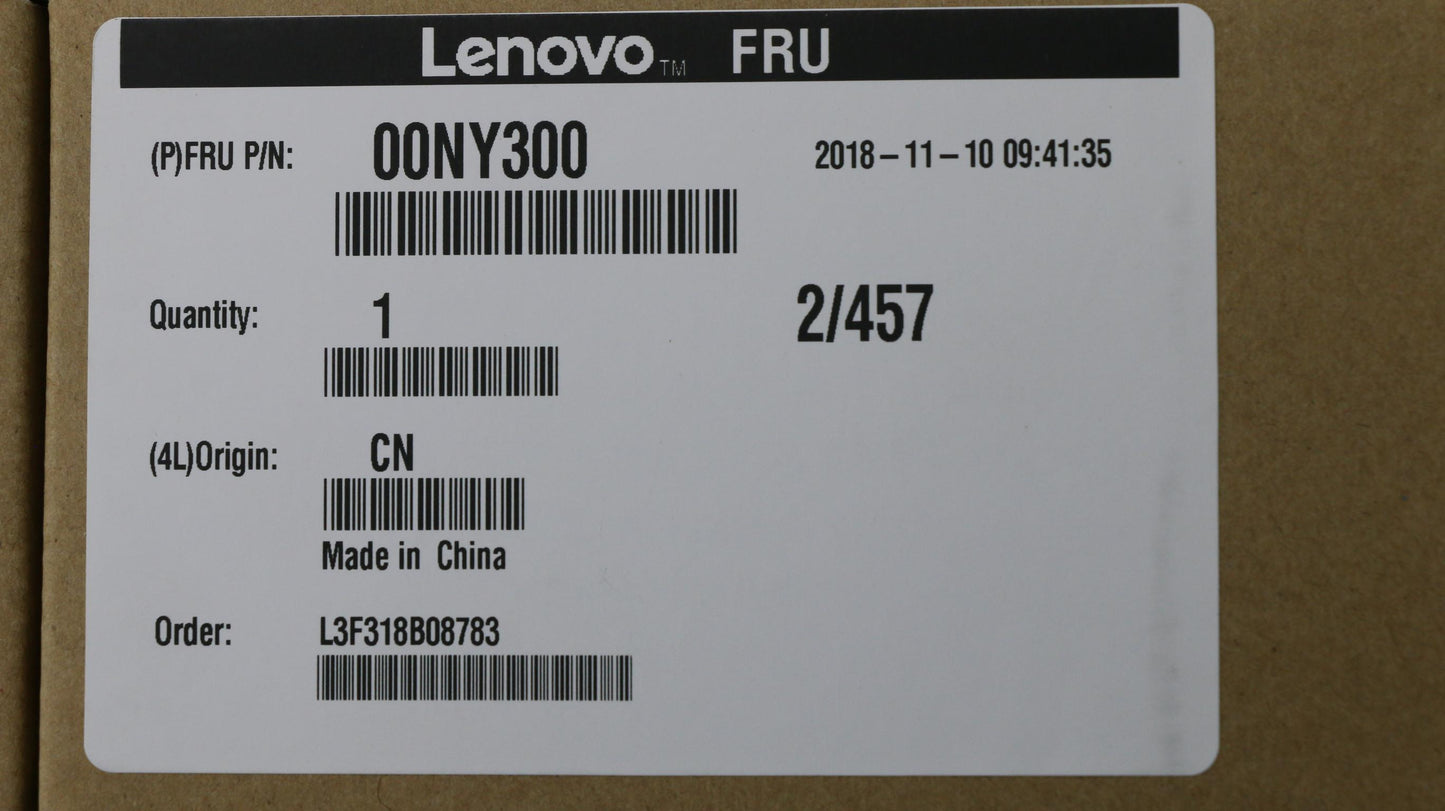 Lenovo™ FRU
(P)FRU P/N: 00NY300 2018-11-10 09:41:35
Quantity: 1 2/457
(4L)Origin: CN
Made in China
Order: L3F318B08783